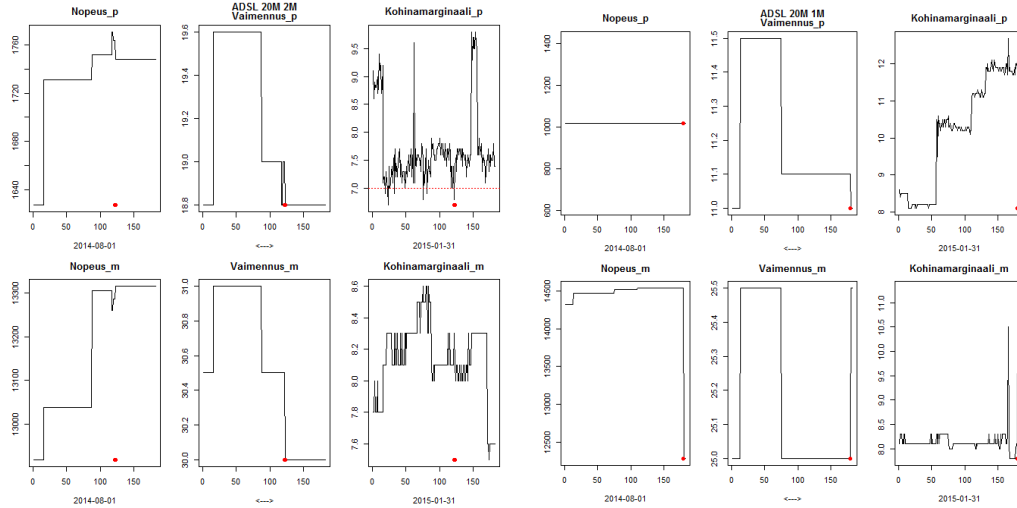 ADSL 20M 2M
Nopeus_p Vaimennus_p Kohinamarginaali_p
1640 1680 1720 1760
18.8 19.0 19.2 19.4 19.6
7.0 7.5 8.0 8.5 9.0 9.5
0 50 100 150 0 50 100 150 0 50 100 150
2014-08-01 <---> 2015-01-31
Nopeus_m Vaimennus_m Kohinamarginaali_m
13000 13100 13200 13300
30.0 30.2 30.4 30.6 30.8 31.0
7.6 7.8 8.0 8.2 8.4 8.6
0 50 100 150 0 50 100 150 0 50 100 150
2014-08-01 <---> 2015-01-31
ADSL 20M 1M
Nopeus_p Vaimennus_p Kohinamarginaali_p
600 800 1000 1200 1400
11.0 11.1 11.2 11.3 11.4 11.5
8 9 10 11 12
0 50 100 150 0 50 100 150 0 50 100 150
2014-08-01 <---> 2015-01-31
Nopeus_m Vaimennus_m Kohinamarginaali_m
12500 13000 13500 14000 14500
25.0 25.1 25.2 25.3 25.4 25.5
8.0 8.5 9.0 9.5 10.0 10.5 11.0
0 50 100 150 0 50 100 150 0 50 100 150
2014-08-01 <---> 2015-01-31